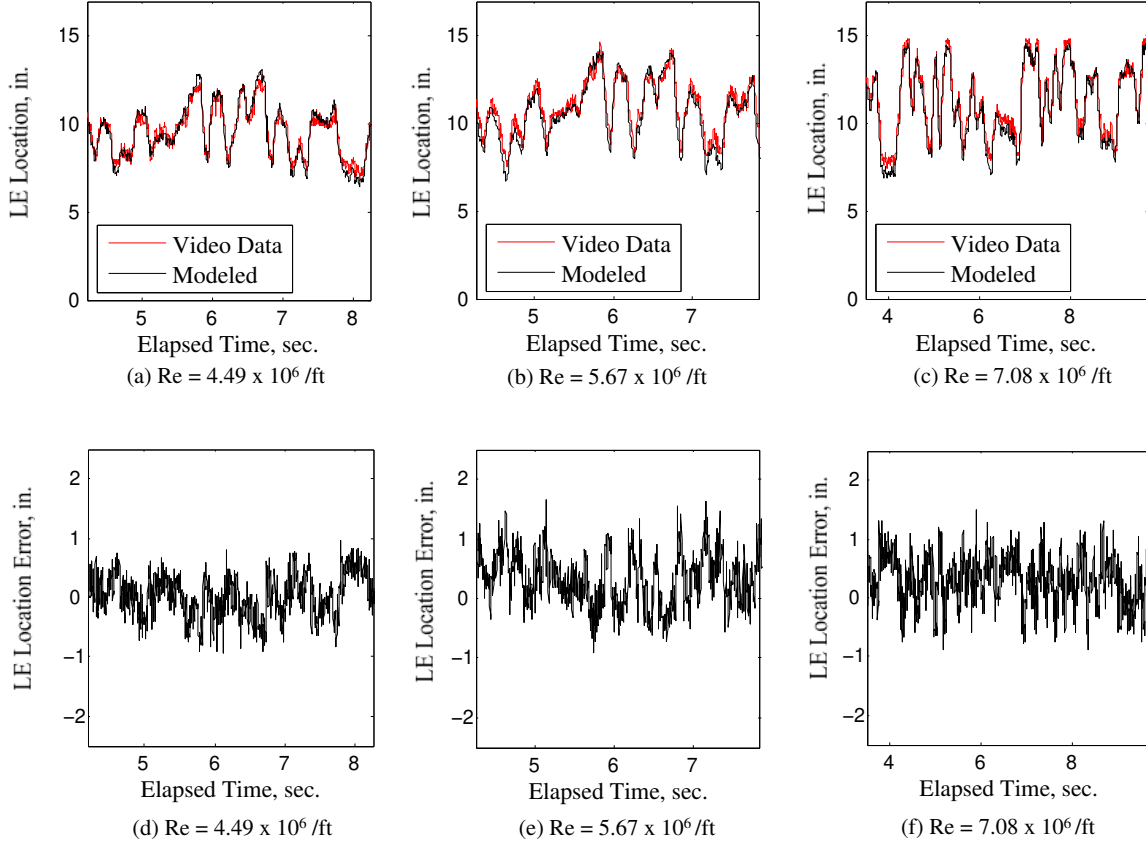 LE Location, in.
15
10
5
0
Video Data
Modeled
5 6 7 8
Elapsed Time, sec.
(a) Re = 4.49 x 10⁶ /ft
LE Location, in.
15
10
5
0
Video Data
Modeled
5 6 7
Elapsed Time, sec.
(b) Re = 5.67 x 10⁶ /ft
LE Location, in.
15
10
5
0
Video Data
Modeled
4 6 8
Elapsed Time, sec.
(c) Re = 7.08 x 10⁶ /ft
LE Location Error, in.
2
1
0
−1
−2
5 6 7 8
Elapsed Time, sec.
(d) Re = 4.49 x 10⁶ /ft
LE Location Error, in.
2
1
0
−1
−2
5 6 7
Elapsed Time, sec.
(e) Re = 5.67 x 10⁶ /ft
LE Location Error, in.
2
1
0
−1
−2
4 6 8
Elapsed Time, sec.
(f) Re = 7.08 x 10⁶ /ft